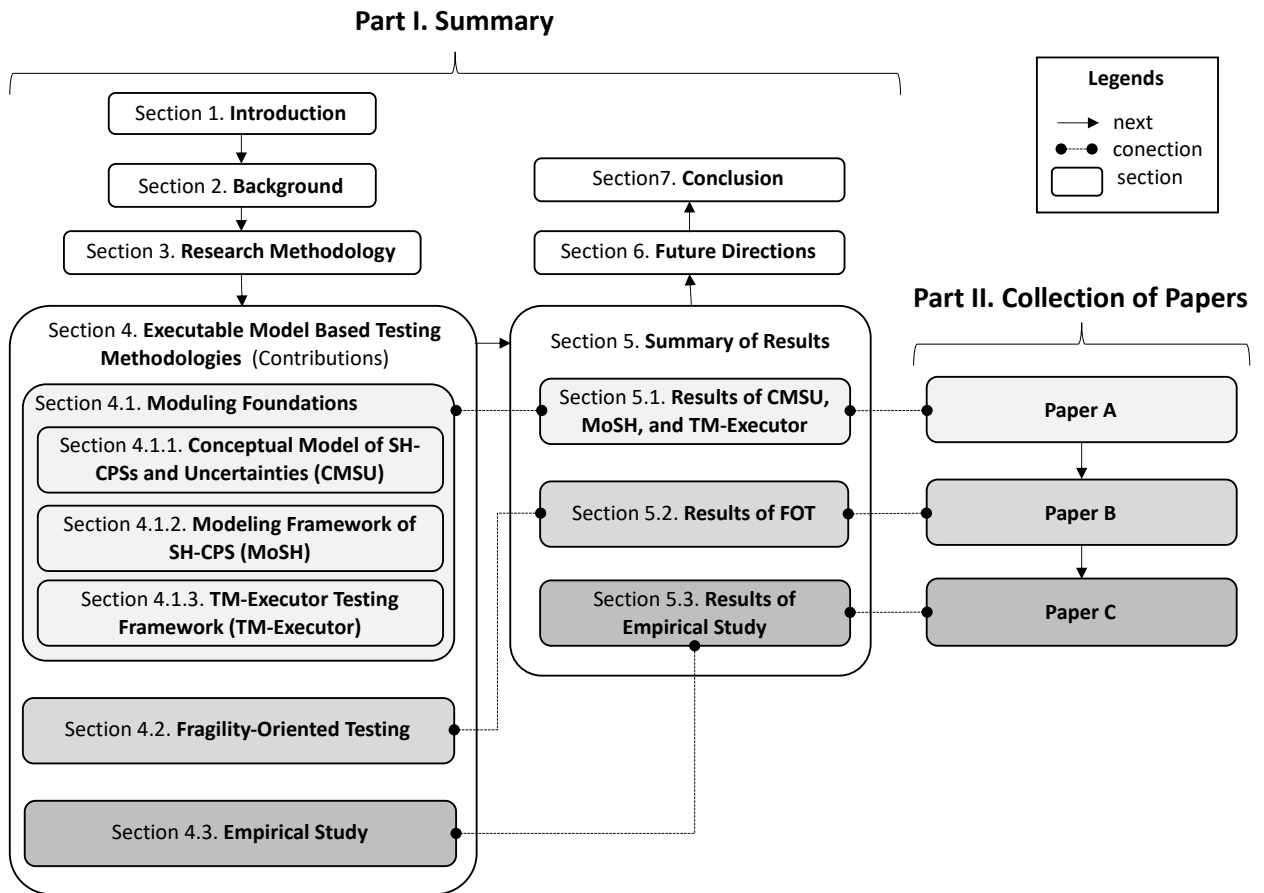 Part I. Summary
Section 1. Introduction
Section 2. Background
Section 3. Research Methodology
Section 4. Executable Model Based Testing
Methodologies (Contributions)
Section 4.1. Moduling Foundations
Section 4.1.1. Conceptual Model of SH-
CPSs and Uncertainties (CMSU)
Section 4.1.2. Modeling Framework of
SH-CPS (MoSH)
Section 4.1.3. TM-Executor Testing
Framework (TM-Executor)
Section 4.2. Fragility-Oriented Testing
Section 4.3. Empirical Study
Section7. Conclusion
Section 6. Future Directions
Section 5. Summary of Results
Section 5.1. Results of CMSU,
MoSH, and TM-Executor
Section 5.2. Results of FOT
Section 5.3. Results of
Empirical Study
Legends
next
conection
section
Part II. Collection of Papers
Paper A
Paper B
Paper C